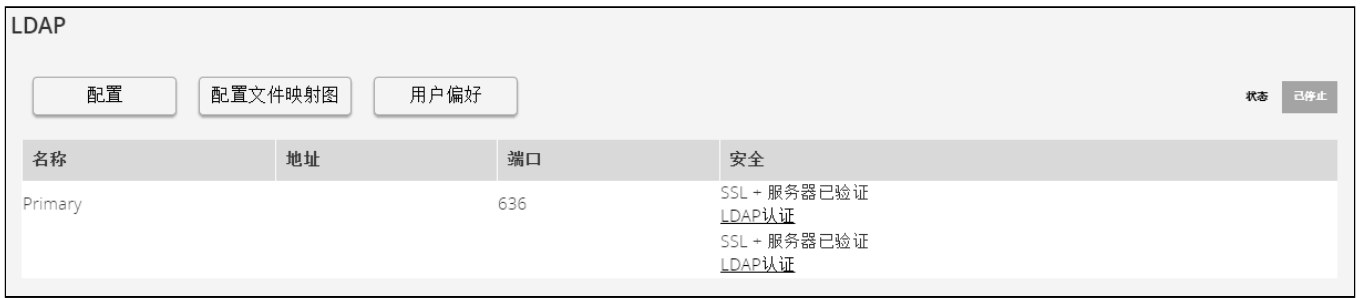 LDAP
配置 配置文件映射图 用户偏好 状态 已停止
名称 地址 端口 安全
Primary 636 SSL + 服务器已验证
LDAP认证
SSL + 服务器已验证
LDAP认证